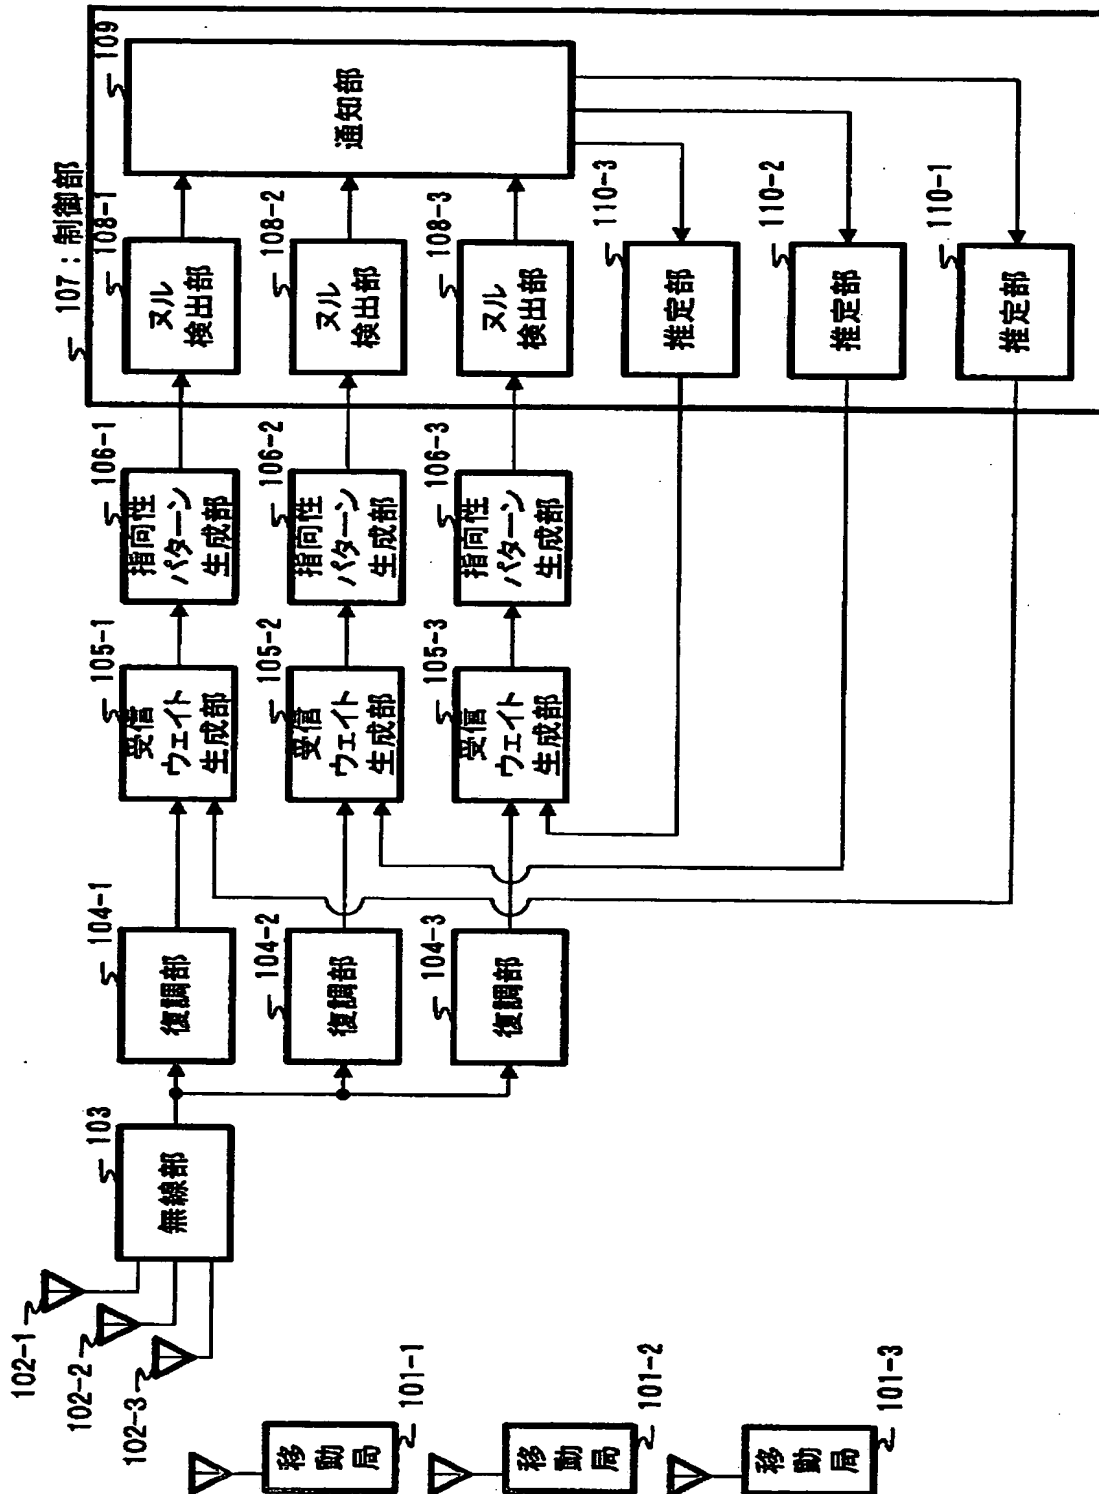 102-1
102-2
102-3
103
無線部
104-1
復調部
104-2
復調部
104-3
復調部
105-1
受信
ウェイト
生成部
105-2
受信
ウェイト
生成部
105-3
受信
ウェイト
生成部
106-1
指向性
パターン
生成部
106-2
指向性
パターン
生成部
106-3
指向性
パターン
生成部
107：制御部
108-1
ヌル
検出部
108-2
ヌル
検出部
108-3
ヌル
検出部
109
通知部
110-3
推定部
110-2
推定部
110-1
推定部
移動局
101-1
移動局
101-2
移動局
101-3